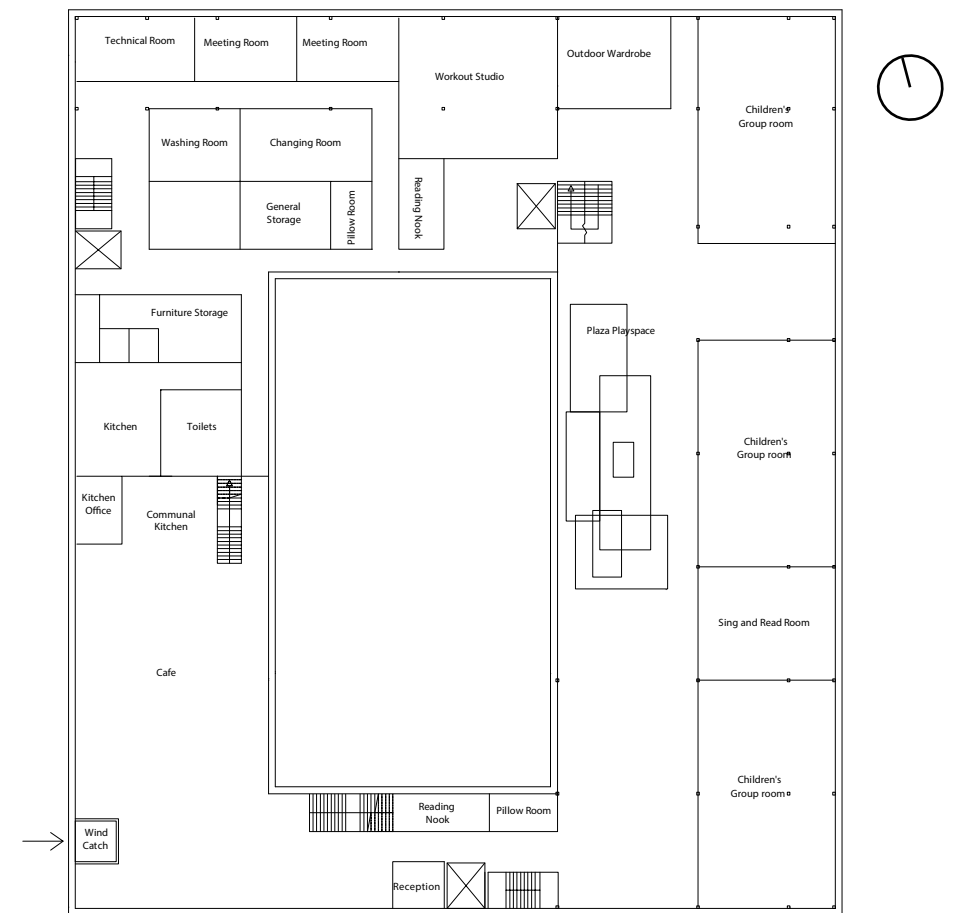 Technical Room
Meeting Room
Meeting Room
Workout Studio
Outdoor Wardrobe
Children's
Group room
Washing Room
Changing Room
General
Storage
Pillow Room
Reading Nook
Furniture Storage
Plaza Playspace
Kitchen
Toilets
Children's
Group room
Kitchen
Office
Communal
Kitchen
Sing and Read Room
Cafe
Children's
Group room
Reading
Nook
Pillow Room
Wind
Catch
Reception